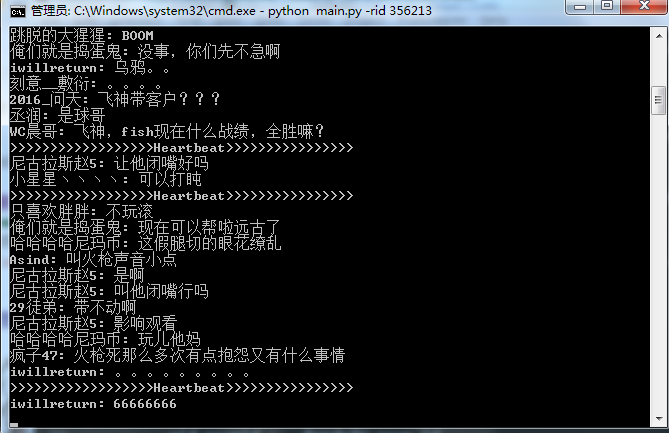 管理员: C:\Windows\system32\cmd.exe - python  main.py -rid 356213
跳脱的大猩猩: BOOM
俺们就是捣蛋鬼: 没事，你们先不急啊
iwillreturn: 乌鸦。。
刻意__敷衍: 。。。。
2016_问天: 飞神带客户？？？
丞润: 是球哥
WC晨哥: 飞神，fish现在什么战绩，全胜嘛？
>>>>>>>>>>>>>>>>>>Heartbeat>>>>>>>>>>>>>>>>
尼古拉斯赵5: 让他闭嘴好吗
小星星丶丶丶丶: 可以打盹
>>>>>>>>>>>>>>>>>>Heartbeat>>>>>>>>>>>>>>>>
只喜欢胖胖: 不玩滚
俺们就是捣蛋鬼: 现在可以帮啦远古了
哈哈哈哈尼玛币: 这假腿切的眼花缭乱
Asind: 叫火枪声音小点
尼古拉斯赵5: 是啊
尼古拉斯赵5: 叫他闭嘴行吗
29徒弟: 带不动啊
尼古拉斯赵5: 影响观看
哈哈哈哈尼玛币: 玩儿他妈
疯子47: 火枪死那么多次有点抱怨又有什么事情
iwillreturn: 。。。。。。。。。
>>>>>>>>>>>>>>>>>>Heartbeat>>>>>>>>>>>>>>>>
iwillreturn: 66666666